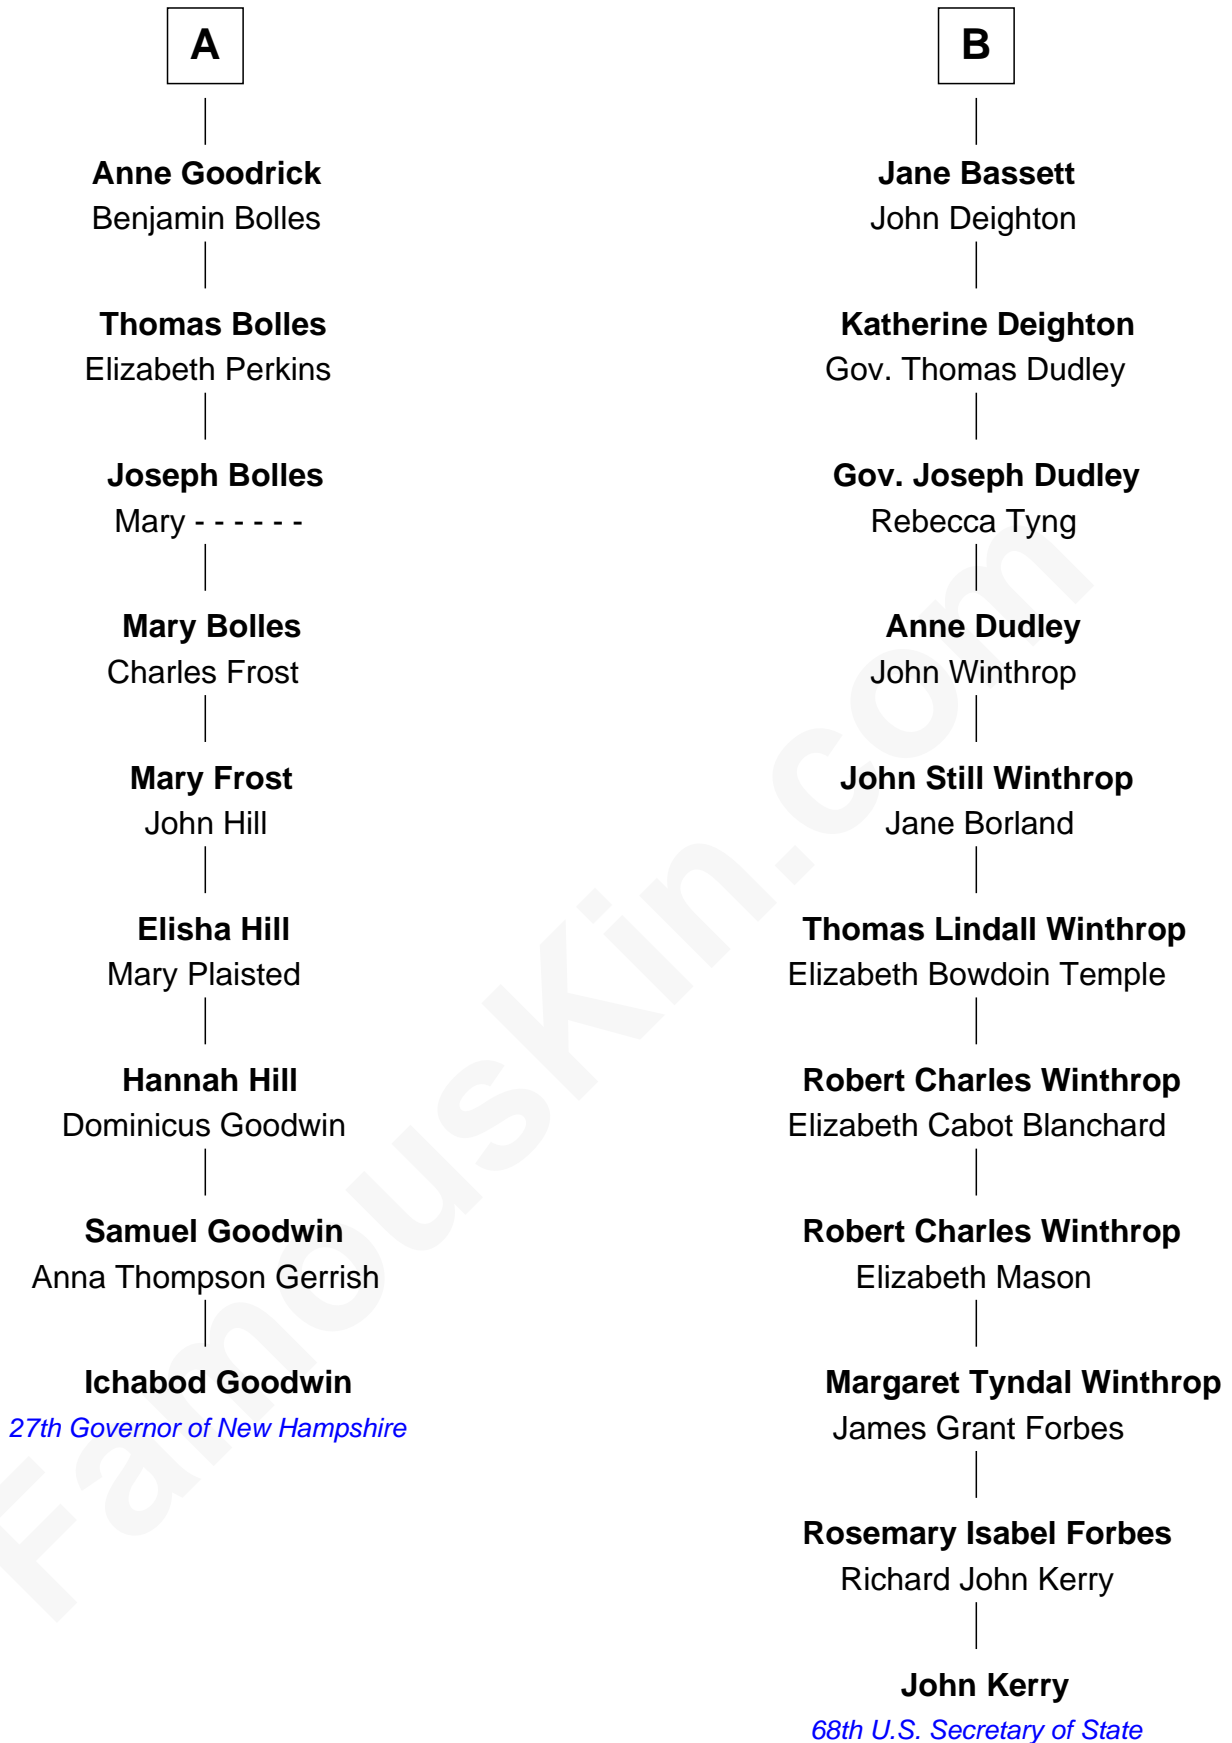 A
Anne Goodrick
Benjamin Bolles
Thomas Bolles
Elizabeth Perkins
Joseph Bolles
Mary - - - - - -
Mary Bolles
Charles Frost
Mary Frost
John Hill
Elisha Hill
Mary Plaisted
Hannah Hill
Dominicus Goodwin
Samuel Goodwin
Anna Thompson Gerrish
Ichabod Goodwin
27th Governor of New Hampshire
B
Jane Bassett
John Deighton
Katherine Deighton
Gov. Thomas Dudley
Gov. Joseph Dudley
Rebecca Tyng
Anne Dudley
John Winthrop
John Still Winthrop
Jane Borland
Thomas Lindall Winthrop
Elizabeth Bowdoin Temple
Robert Charles Winthrop
Elizabeth Cabot Blanchard
Robert Charles Winthrop
Elizabeth Mason
Margaret Tyndal Winthrop
James Grant Forbes
Rosemary Isabel Forbes
Richard John Kerry
John Kerry
68th U.S. Secretary of State
FamousKin.com